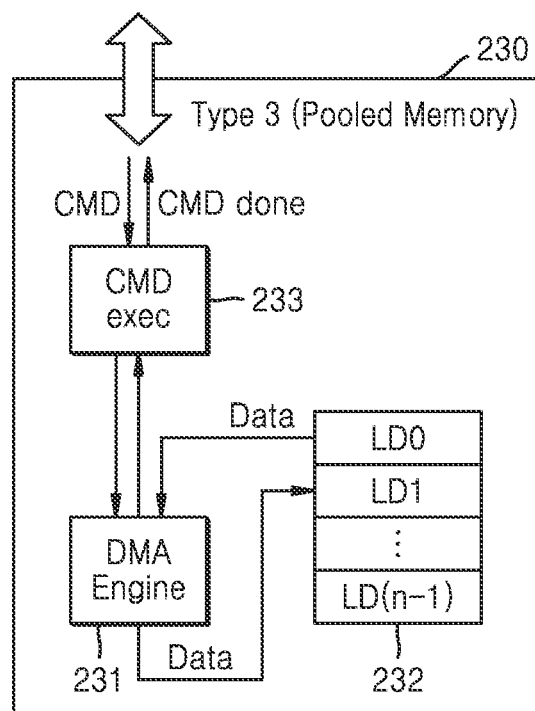 230
Type 3 (Pooled Memory)
CMD
CMD done
CMD
exec
233
Data
LD0
LD1
⋮
LD(n-1)
DMA
Engine
231
Data
232